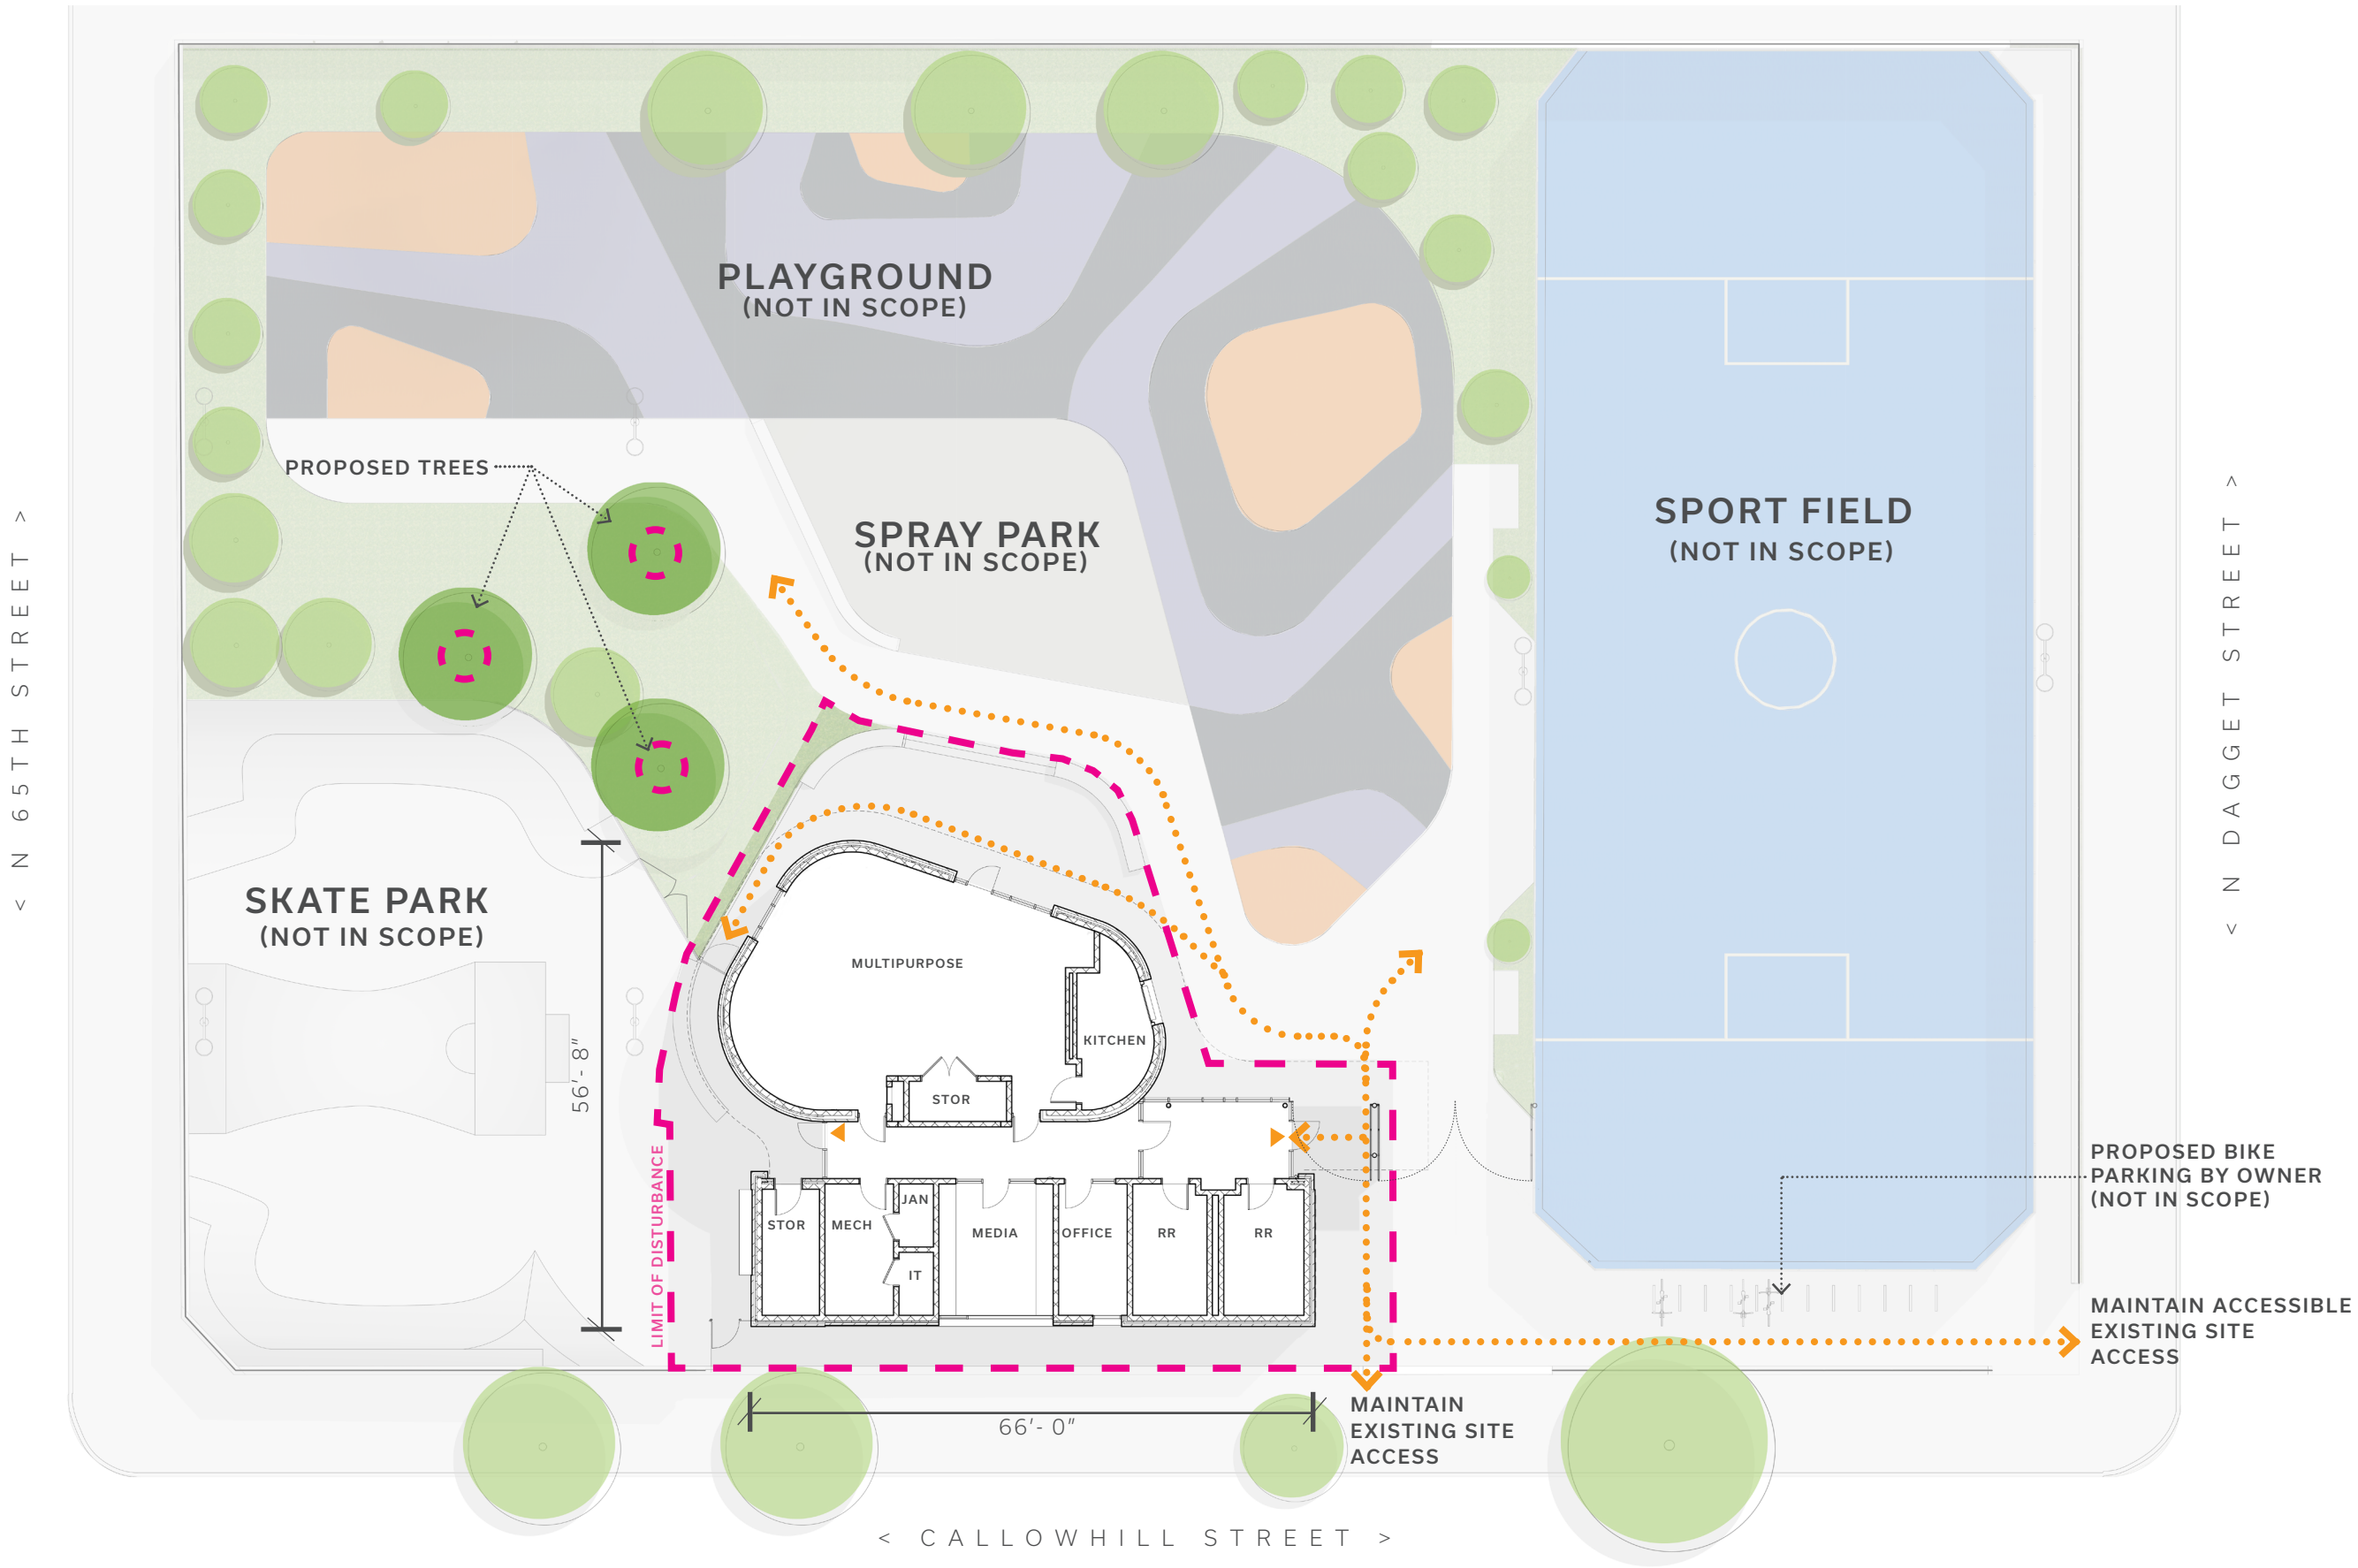 PLAYGROUND
(NOT IN SCOPE)
PROPOSED TREES
SPRAY PARK
(NOT IN SCOPE)
SPORT FIELD
(NOT IN SCOPE)
< N 65TH STREET >
< N DAGGET STREET >
SKATE PARK
(NOT IN SCOPE)
MULTIPURPOSE
KITCHEN
STOR
56'- 8"
LIMIT OF DISTURBANCE
STOR
MECH
JAN
IT
MEDIA
OFFICE
RR
RR
PROPOSED BIKE
PARKING BY OWNER
(NOT IN SCOPE)
MAINTAIN ACCESSIBLE
EXISTING SITE
ACCESS
MAINTAIN
EXISTING SITE
ACCESS
66'- 0"
< CALLOWHILL STREET >